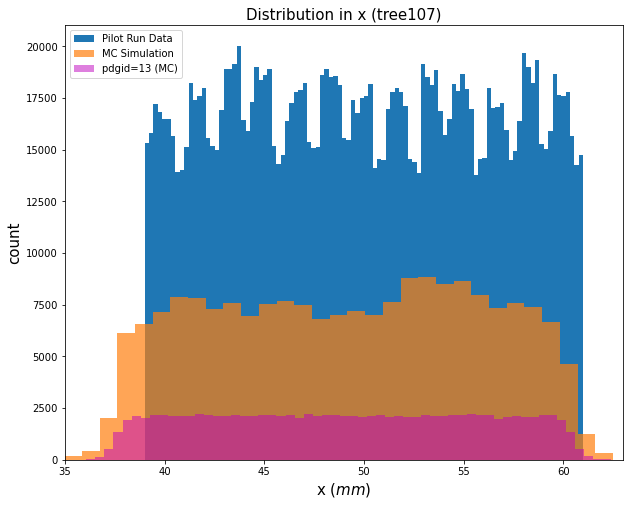 Distribution in x (tree107)
Pilot Run Data
MC Simulation
pdgid=13 (MC)
20000
17500
15000
12500
10000
7500
5000
2500
0
count
35
40
45
50
55
60
x (mm)